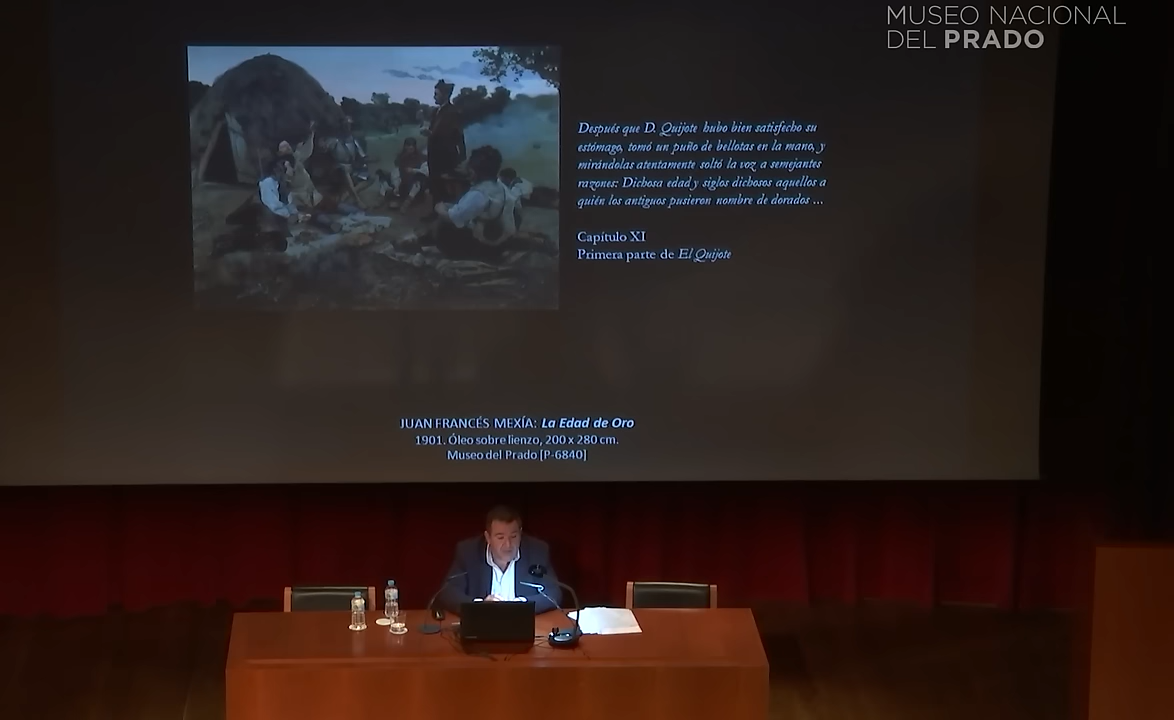 MUSEO NACIONAL
DEL PRADO
Después que D. Quijote hubo bien satisfecho su
estómago, tomó un puño de bellotas en la mano, y
mirándolas atentamente soltó la voz a semejantes
razones: Dichosa edad y siglos dichosos aquellos a
quién los antiguos pusieron nombre de dorados ...
Capítulo XI
Primera parte de El Quijote
JUAN FRANCÉS MEXÍA: La Edad de Oro
1901. Óleo sobre lienzo, 200 x 280 cm.
Museo del Prado [P-6840]